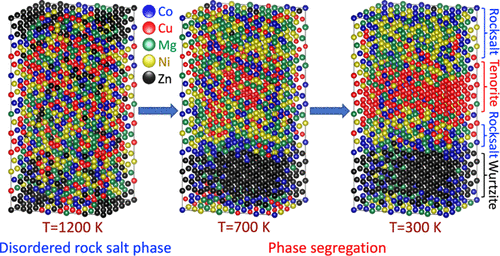 Co
Cu
Mg
Ni
Zn
Rocksalt
Tenorite
Rocksalt
Wurtzite
T=1200 K
T=700 K
T=300 K
Disordered rock salt phase
Phase segregation